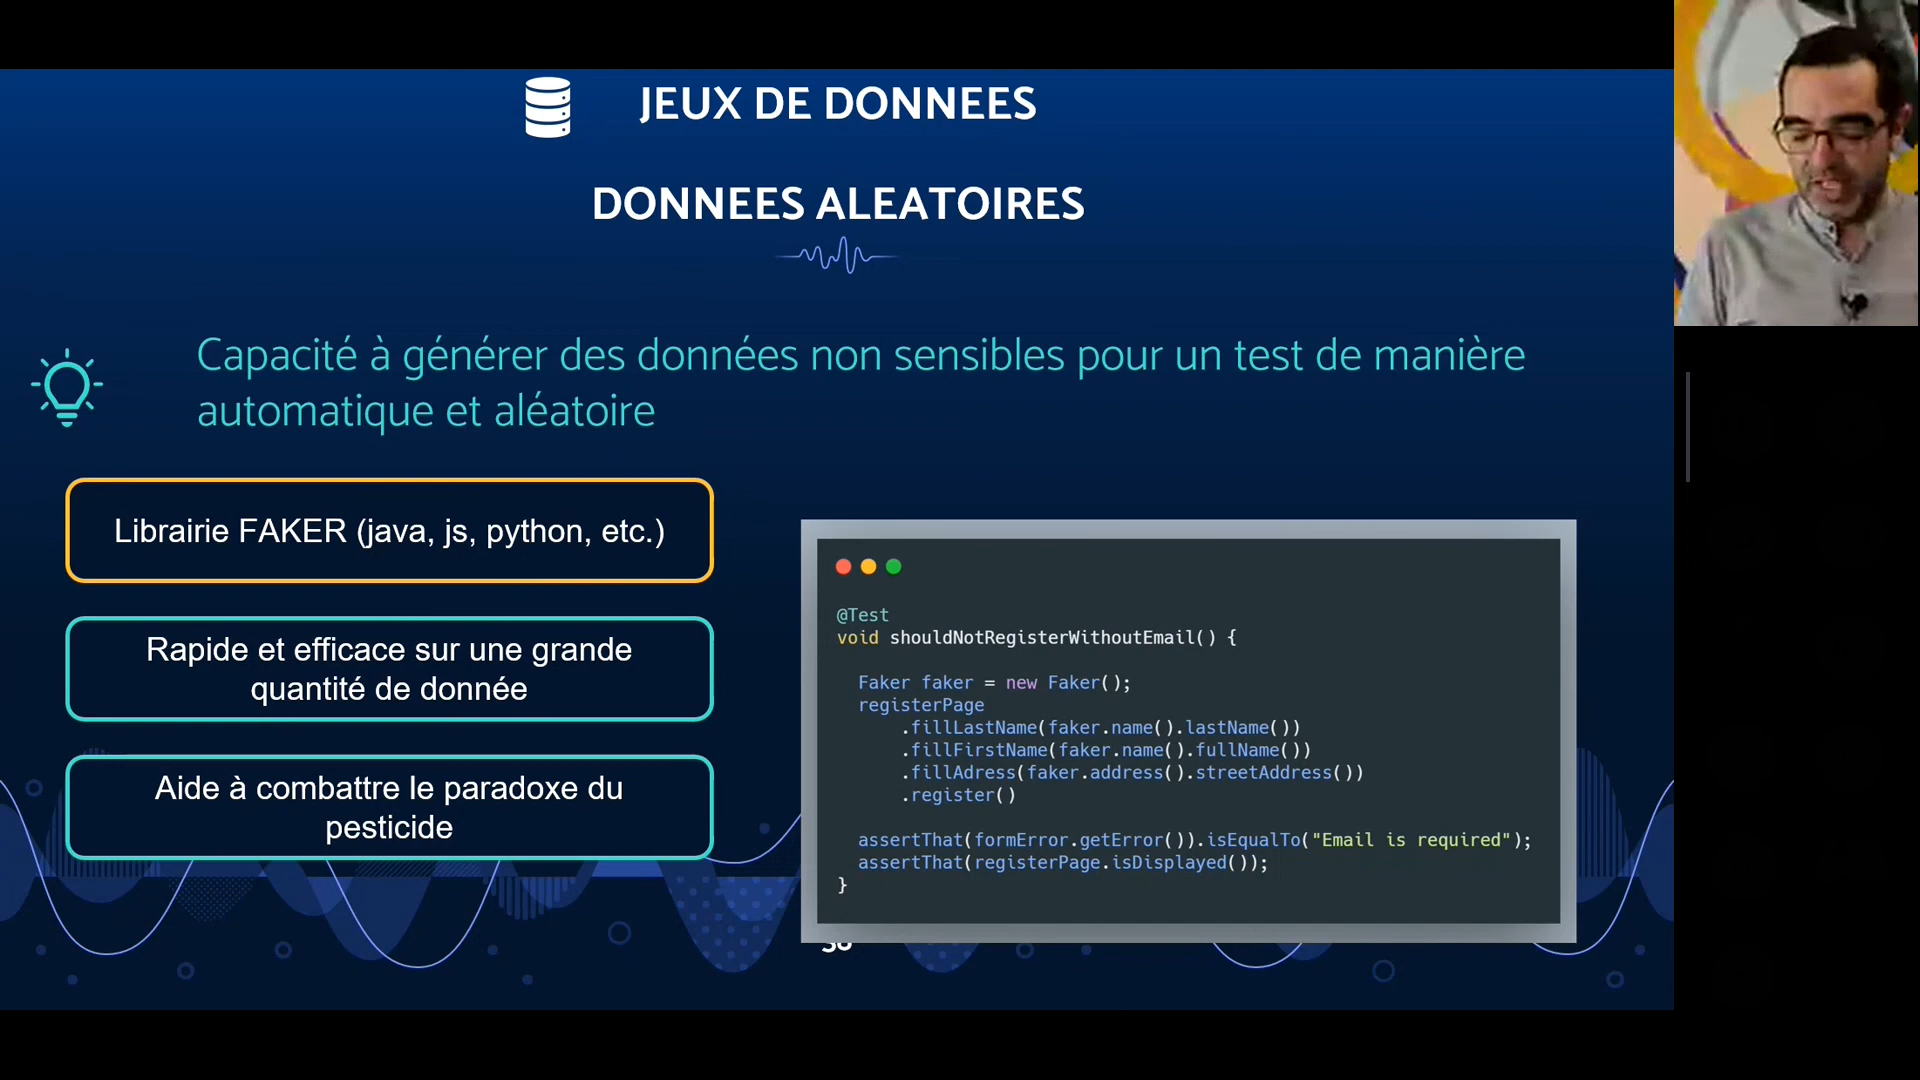 JEUX DE DONNEES
DONNEES ALEATOIRES
Capacité à générer des données non sensibles pour un test de manière
automatique et aléatoire
Librairie FAKER (java, js, python, etc.)
Rapide et efficace sur une grande
quantité de donnée
Aide à combattre le paradoxe du
pesticide
@Test
void shouldNotRegisterWithoutEmail() {
Faker faker = new Faker();
registerPage
.fillLastName(faker.name().lastName())
.fillFirstName(faker.name().fullName())
.fillAdress(faker.address().streetAddress())
.register()
assertThat(formError.getError()).isEqualTo("Email is required");
assertThat(registerPage.isDisplayed());
}